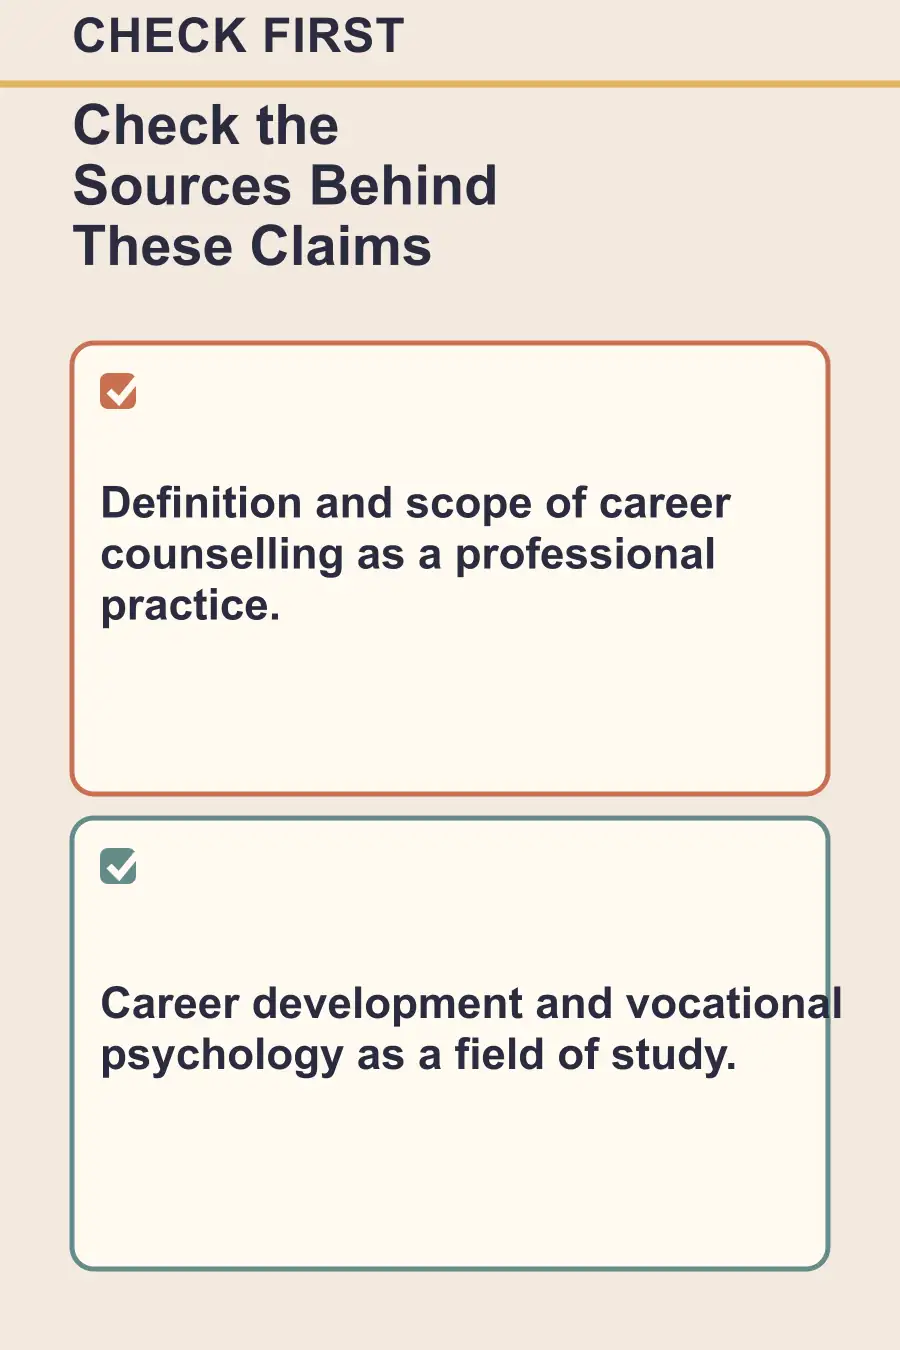 CHECK FIRST
Check the
Sources Behind
These Claims
Definition and scope of career
counselling as a professional
practice.
Career development and vocational
psychology as a field of study.